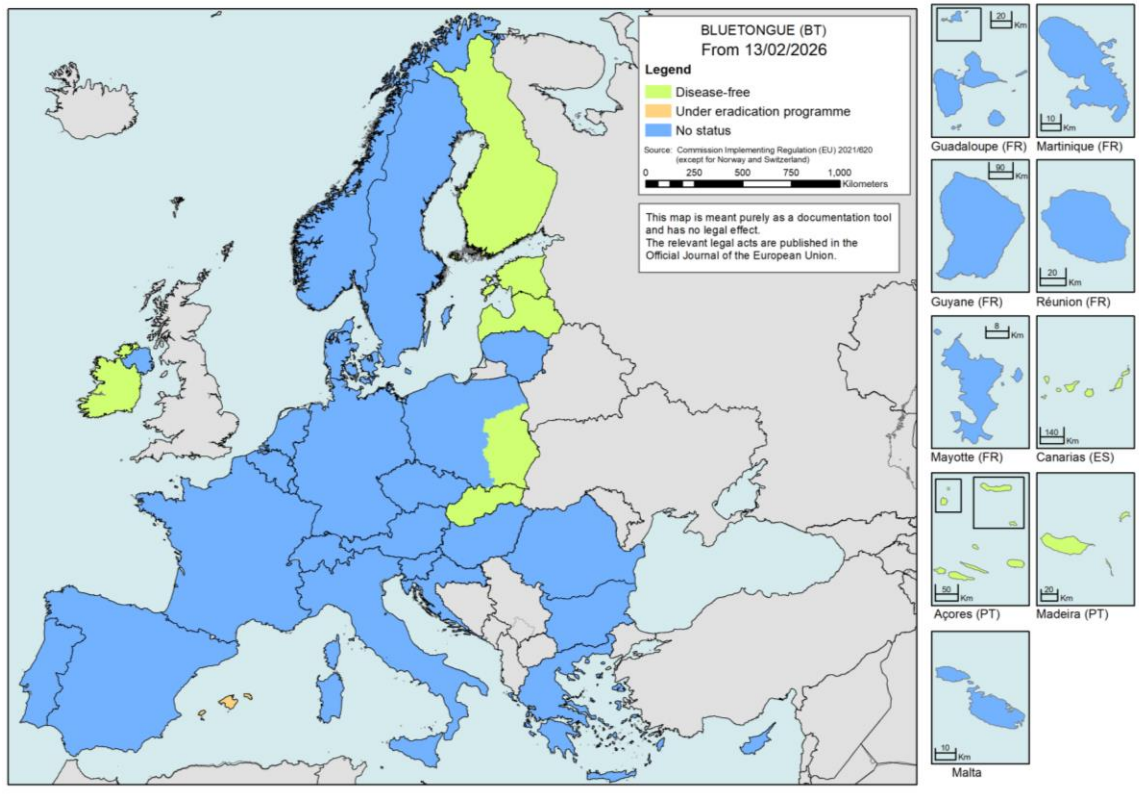 BLUETONGUE (BT)
From 13/02/2026
Legend
Disease-free
Under eradication programme
No status
Source: Commission Implementing Regulation (EU) 2021/620
(except for Norway and Switzerland)
0 250 500 750 1,000
Kilometers
This map is meant purely as a documentation tool
and has no legal effect.
The relevant legal acts are published in the
Official Journal of the European Union.
20
Km
Guadaloupe (FR)
10
Km
Martinique (FR)
90
Km
Guyane (FR)
20
Km
Réunion (FR)
8
Km
Mayotte (FR)
140
Km
Canarias (ES)
50
Km
Açores (PT)
20
Km
Madeira (PT)
10
Km
Malta